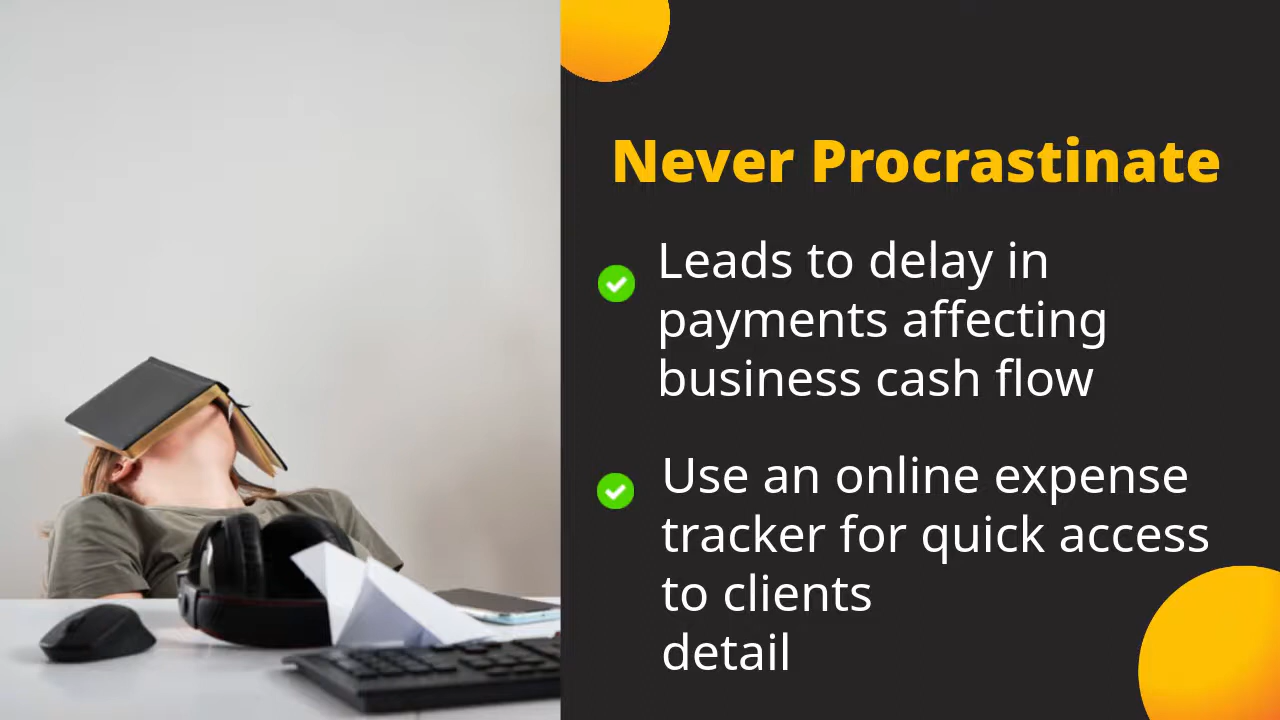 Never Procrastinate
Leads to delay in
payments affecting
business cash flow
Use an online expense
tracker for quick access
to clients
detail